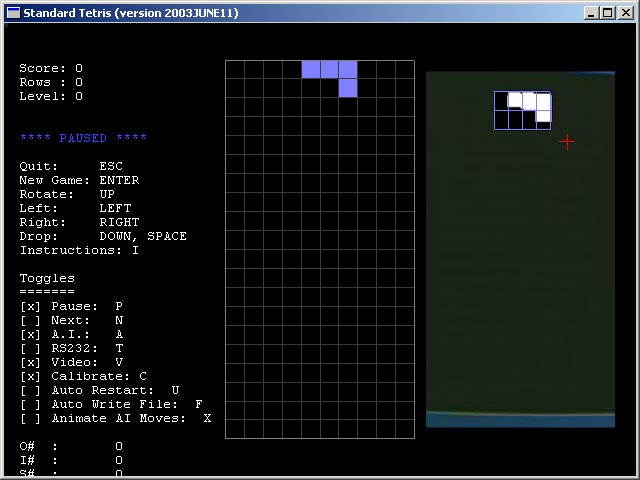 Standard Tetris (version 2003JUNE11)
Score: 0
Rows : 0
Level: 0
**** PAUSED ****
Quit: ESC
New Game: ENTER
Rotate: UP
Left: LEFT
Right: RIGHT
Drop: DOWN, SPACE
Instructions: I
Toggles
=======
[x] Pause: P
[ ] Next: N
[x] A.I.: A
[ ] RS232: T
[x] Video: V
[x] Calibrate: C
[ ] Auto Restart: U
[ ] Auto Write File: F
[ ] Animate AI Moves: X
O# : 0
I# : 0
S# : 0